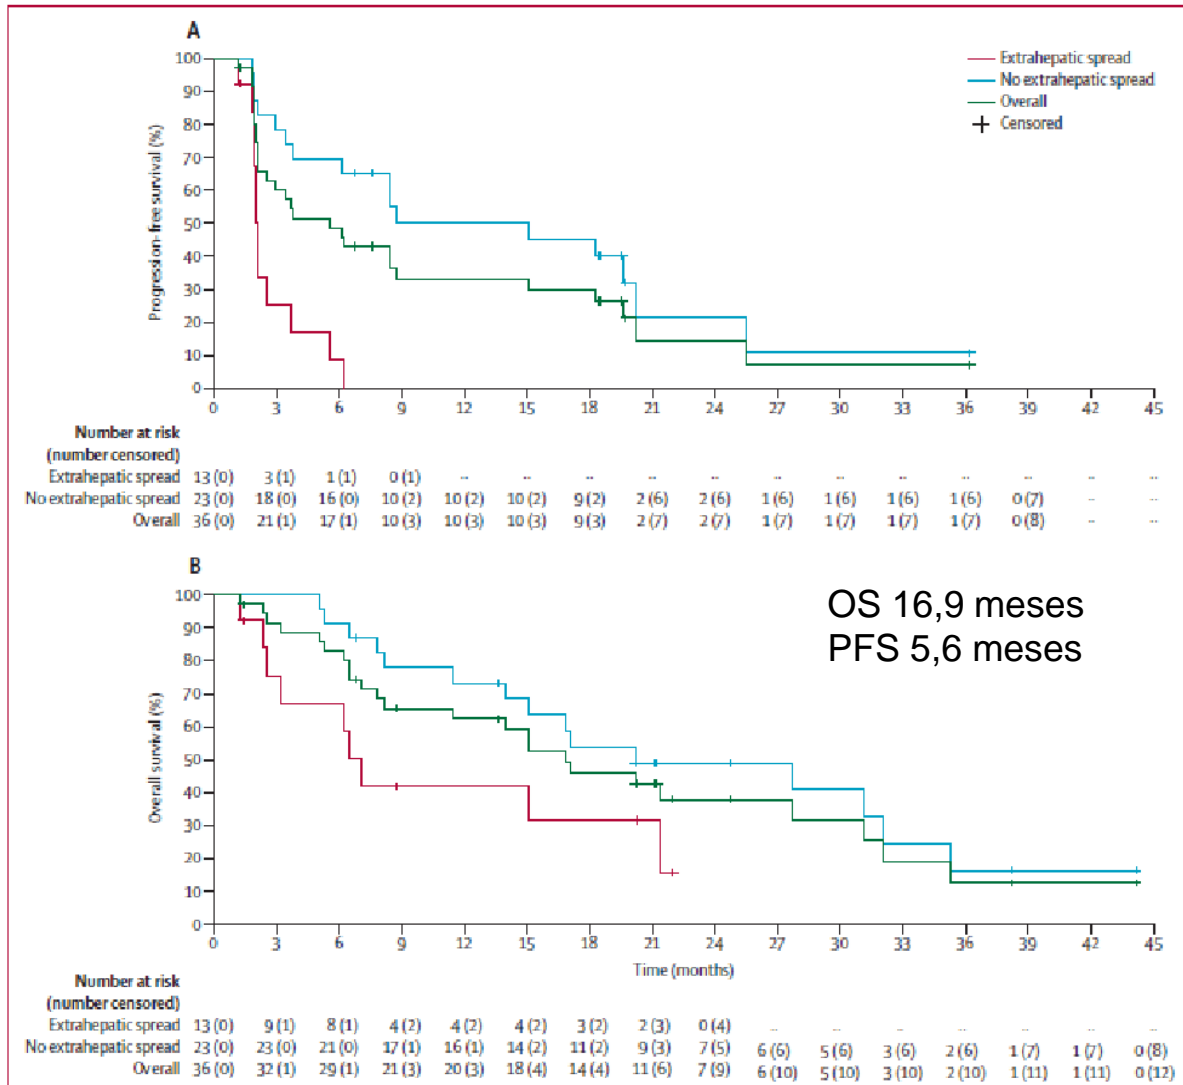 A
Extrahepatic spread
No extrahepatic spread
Overall
Censored
Progression-free survival (%)
100
90
80
70
60
50
40
30
20
10
0
0 3 6 9 12 15 18 21 24 27 30 33 36 39 42 45
Number at risk
(number censored)
Extrahepatic spread 13 (0) 3 (1) 1 (1) 0 (1) .. .. .. .. .. .. .. .. .. .. .. ..
No extrahepatic spread 23 (0) 18 (0) 16 (0) 10 (2) 10 (2) 10 (2) 9 (2) 2 (6) 2 (6) 1 (6) 1 (6) 1 (6) 1 (6) 0 (7) .. ..
Overall 36 (0) 21 (1) 17 (1) 10 (3) 10 (3) 10 (3) 9 (3) 2 (7) 2 (7) 1 (7) 1 (7) 1 (7) 1 (7) 0 (8) .. ..
B
OS 16,9 meses
PFS 5,6 meses
Overall survival (%)
100
90
80
70
60
50
40
30
20
10
0
0 3 6 9 12 15 18 21 24 27 30 33 36 39 42 45
Time (months)
Number at risk
(number censored)
Extrahepatic spread 13 (0) 9 (1) 8 (1) 4 (2) 4 (2) 4 (2) 3 (2) 2 (3) 0 (4) .. .. .. .. .. .. ..
No extrahepatic spread 23 (0) 23 (0) 21 (0) 17 (1) 16 (1) 14 (2) 11 (2) 9 (3) 7 (5) 6 (6) 5 (6) 3 (6) 2 (6) 1 (7) 1 (7) 0 (8)
Overall 36 (0) 32 (1) 29 (1) 21 (3) 20 (3) 18 (4) 14 (4) 11 (6) 7 (9) 6 (10) 5 (10) 3 (10) 2 (10) 1 (11) 1 (11) 0 (12)